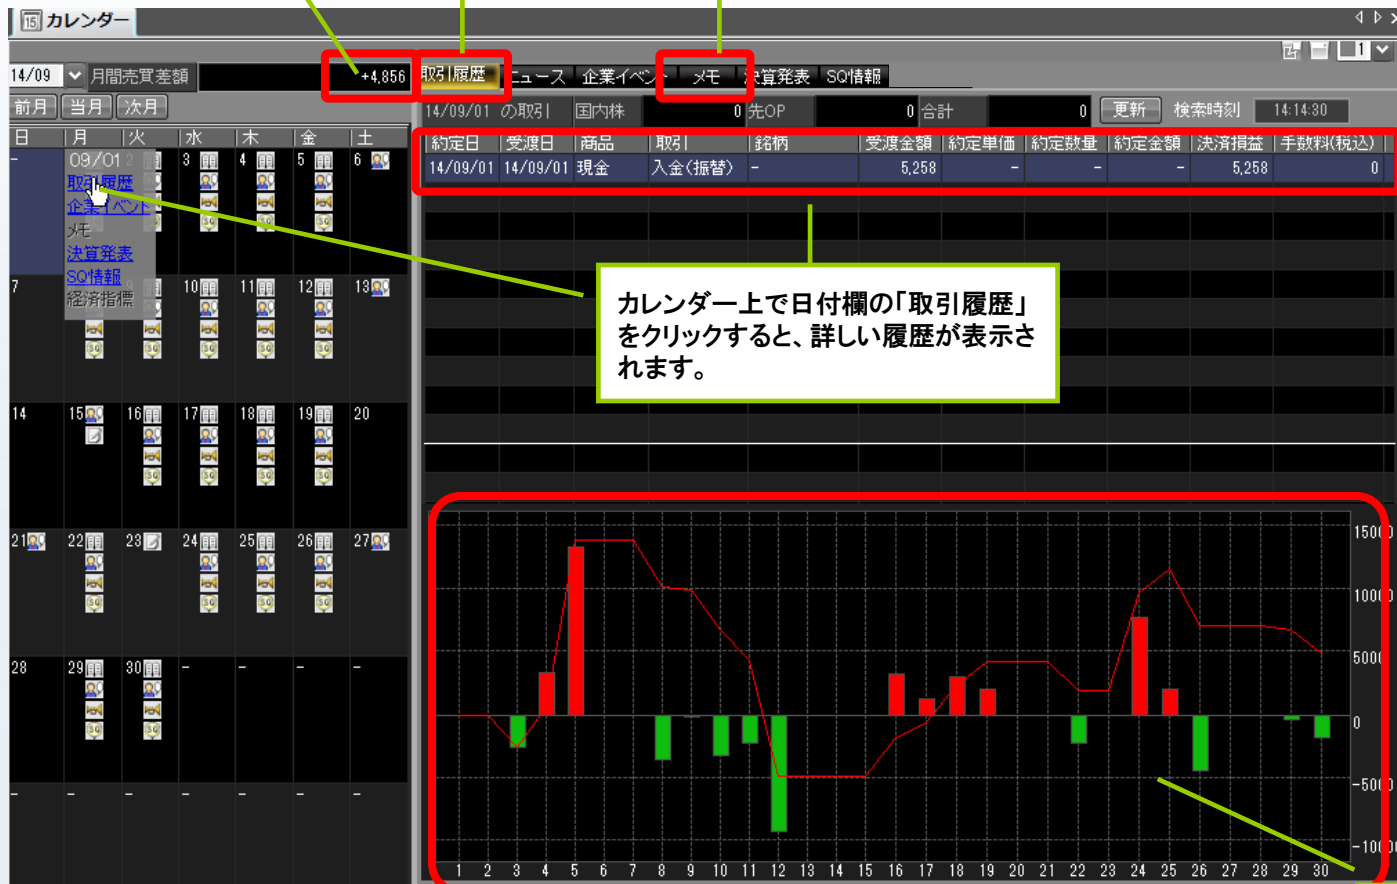 15 カレンダー
1
14/09 月間売買差額 +4,856
取引履歴 ニュース 企業イベント メモ 決算発表 SQ情報
前月 当月 次月
14/09/01 の取引 国内株 0 先OP 0 合計 0 更新 検索時刻 14:14:30
日 月 火 水 木 金 土
約定日 受渡日 商品 取引 銘柄 受渡金額 約定単価 約定数量 約定金額 決済損益 手数料(税込)
14/09/01 14/09/01 現金 入金(振替) - 5,258 - - - 5,258 0
- 09/01 2 3 4 5 6
取引履歴
企業イベント
メモ
決算発表
SQ情報
経済指標
カレンダー上で日付欄の「取引履歴」
をクリックすると、詳しい履歴が表示さ
れます。
7 10 11 12 13
14 15 16 17 18 19 20
21 22 23 24 25 26 27
28 29 30 - - - -
- - - - - - -
15000
10000
5000
0
-5000
-10000
1 2 3 4 5 6 7 8 9 10 11 12 13 14 15 16 17 18 19 20 21 22 23 24 25 26 27 28 29 30